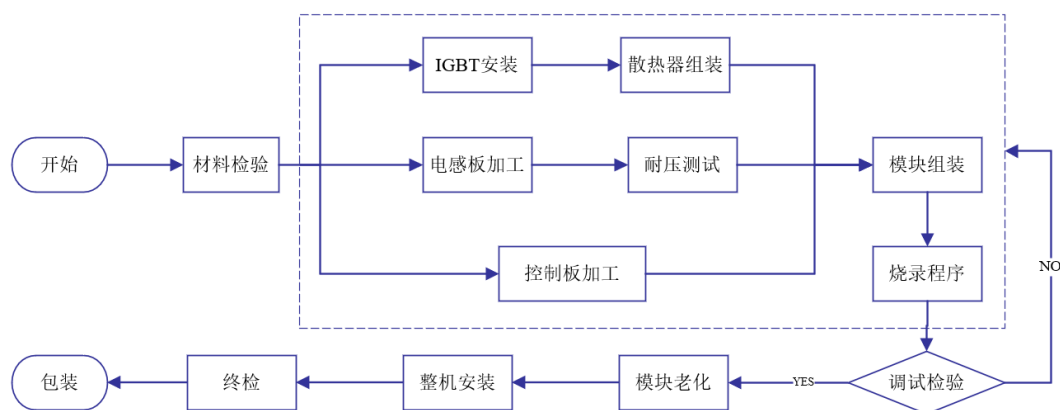 IGBT安装
散热器组装
开始
材料检验
电感板加工
耐压测试
模块组装
控制板加工
烧录程序
NO
包装
终检
整机安装
模块老化
YES
调试检验